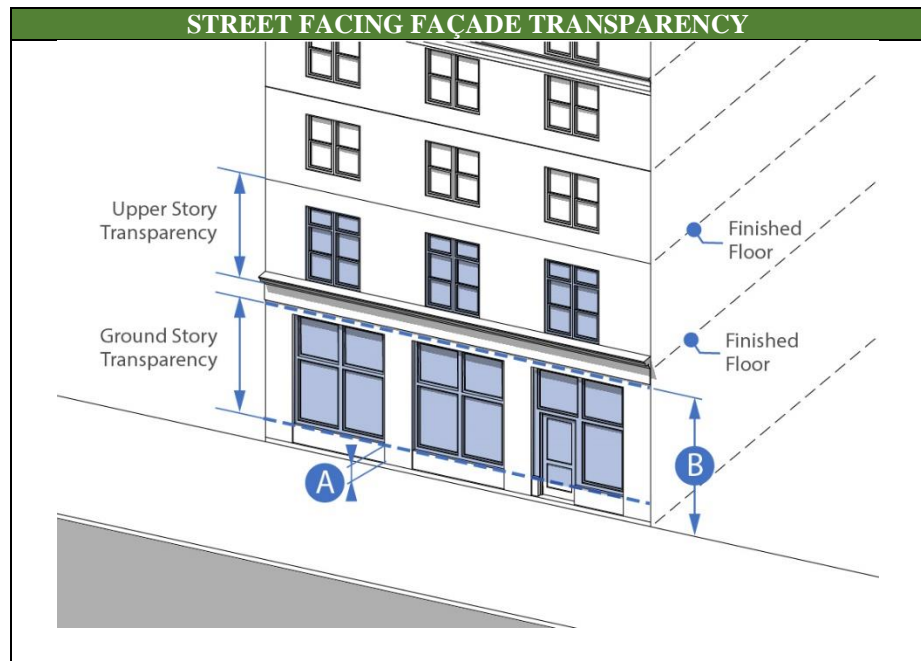 STREET FACING FAÇADE TRANSPARENCY
Upper Story
Transparency
Finished
Floor
Ground Story
Transparency
Finished
Floor
A
B